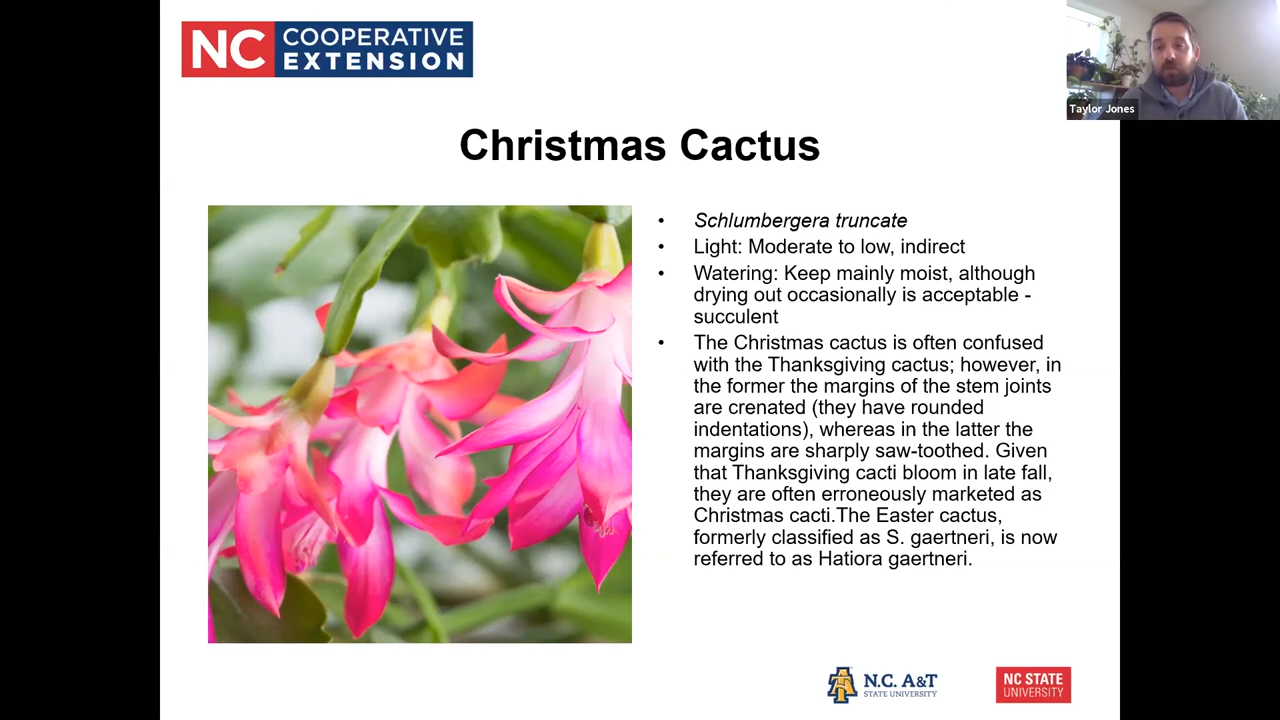 NC COOPERATIVE
EXTENSION
Taylor Jones
Christmas Cactus
• Schlumbergera truncate
• Light: Moderate to low, indirect
• Watering: Keep mainly moist, although
drying out occasionally is acceptable -
succulent
• The Christmas cactus is often confused
with the Thanksgiving cactus; however, in
the former the margins of the stem joints
are crenated (they have rounded
indentations), whereas in the latter the
margins are sharply saw-toothed. Given
that Thanksgiving cacti bloom in late fall,
they are often erroneously marketed as
Christmas cacti.The Easter cactus,
formerly classified as S. gaertneri, is now
referred to as Hatiora gaertneri.
N.C. A&T
STATE UNIVERSITY
NC STATE
UNIVERSITY